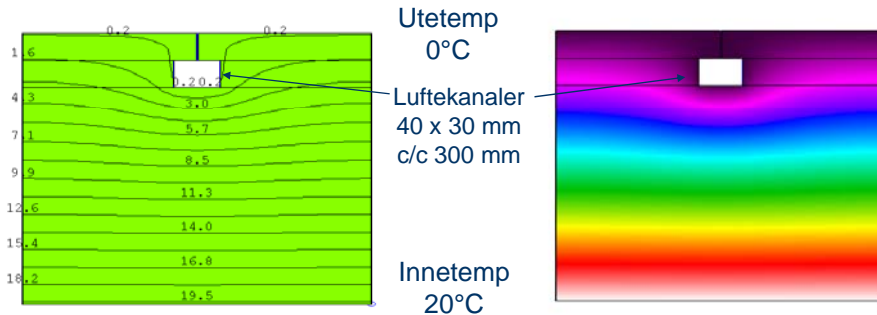 0.2 0.2
Utetemp
0°C
1.6
0.2 0.2
4.3
3.0
Luftekanaler
40 x 30 mm
c/c 300 mm
5.7
7.1
8.5
9.9
11.3
12.6
14.0
15.4
16.8
18.2
19.5
Innetemp
20°C